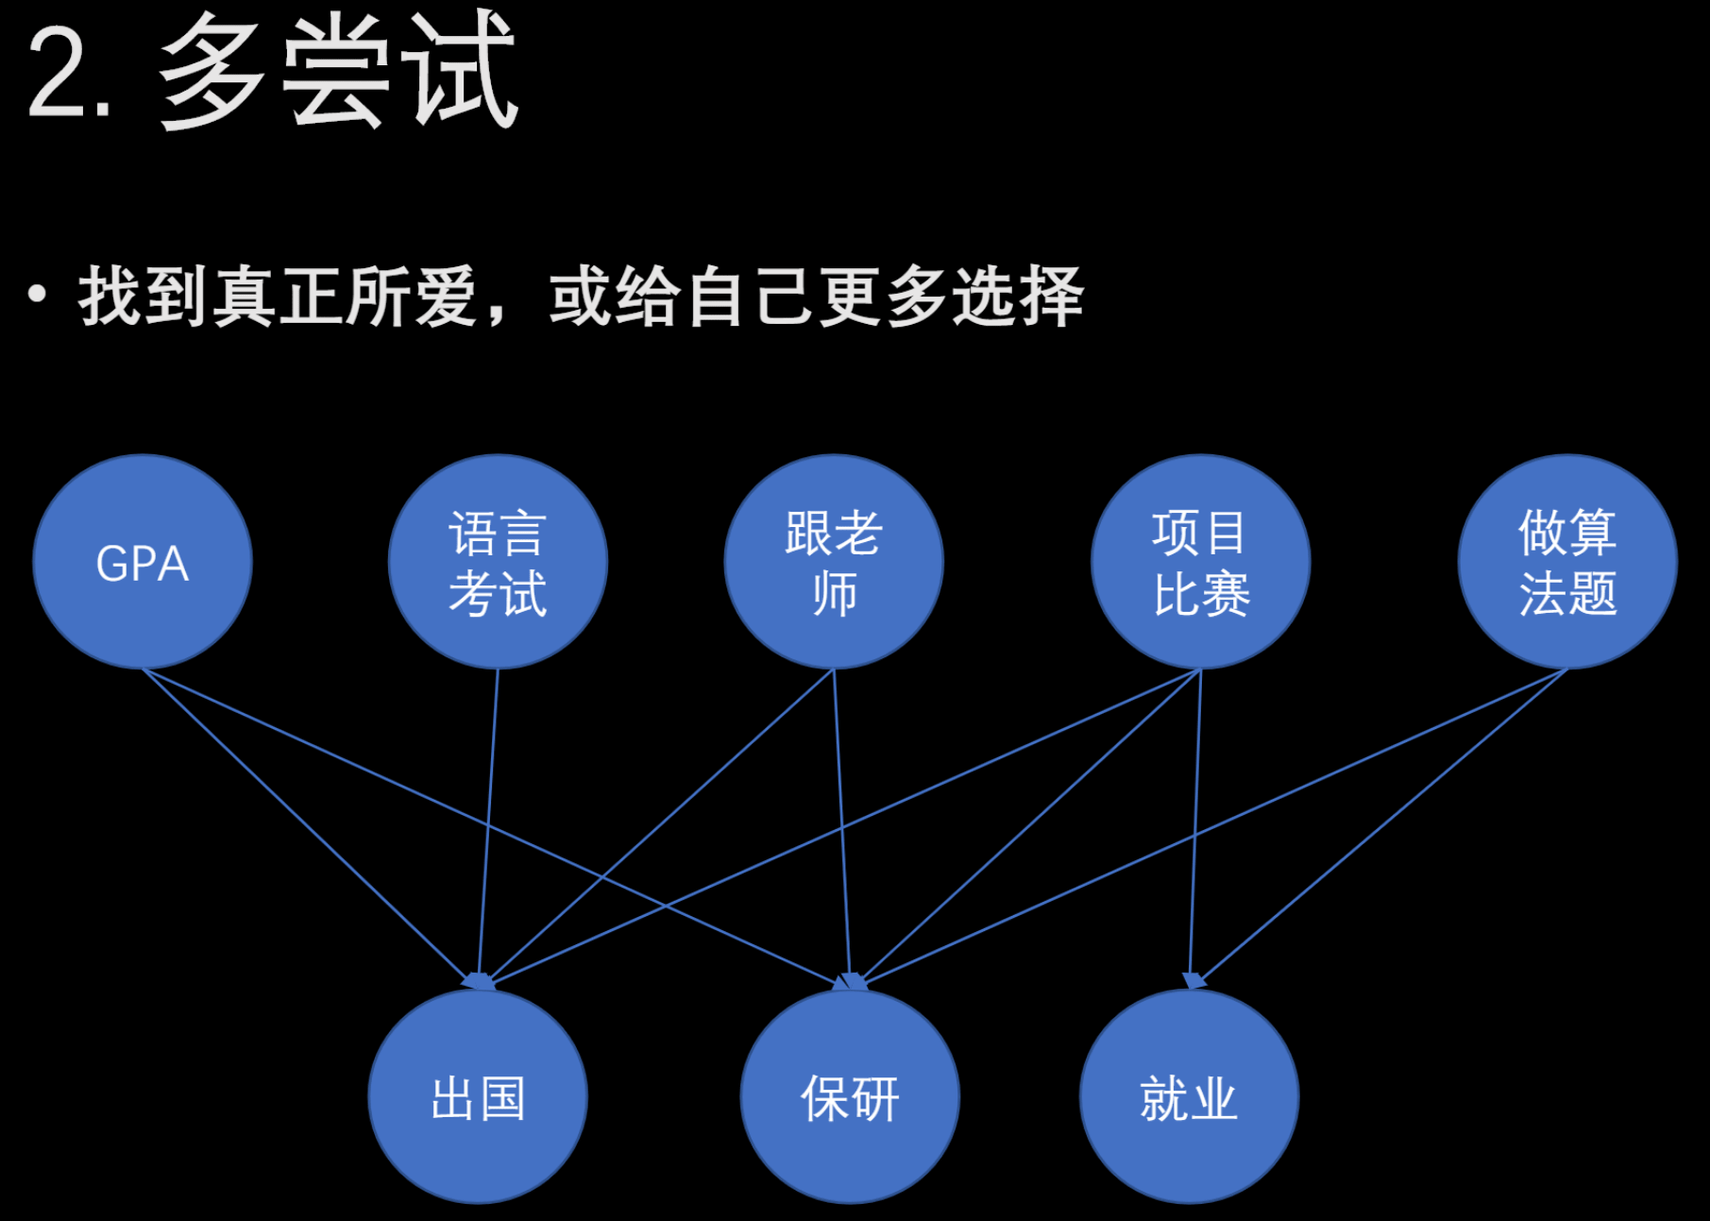 2. 多尝试
• 找到真正所爱，或给自己更多选择
GPA
语言
考试
跟老
师
项目
比赛
做算
法题
出国
保研
就业